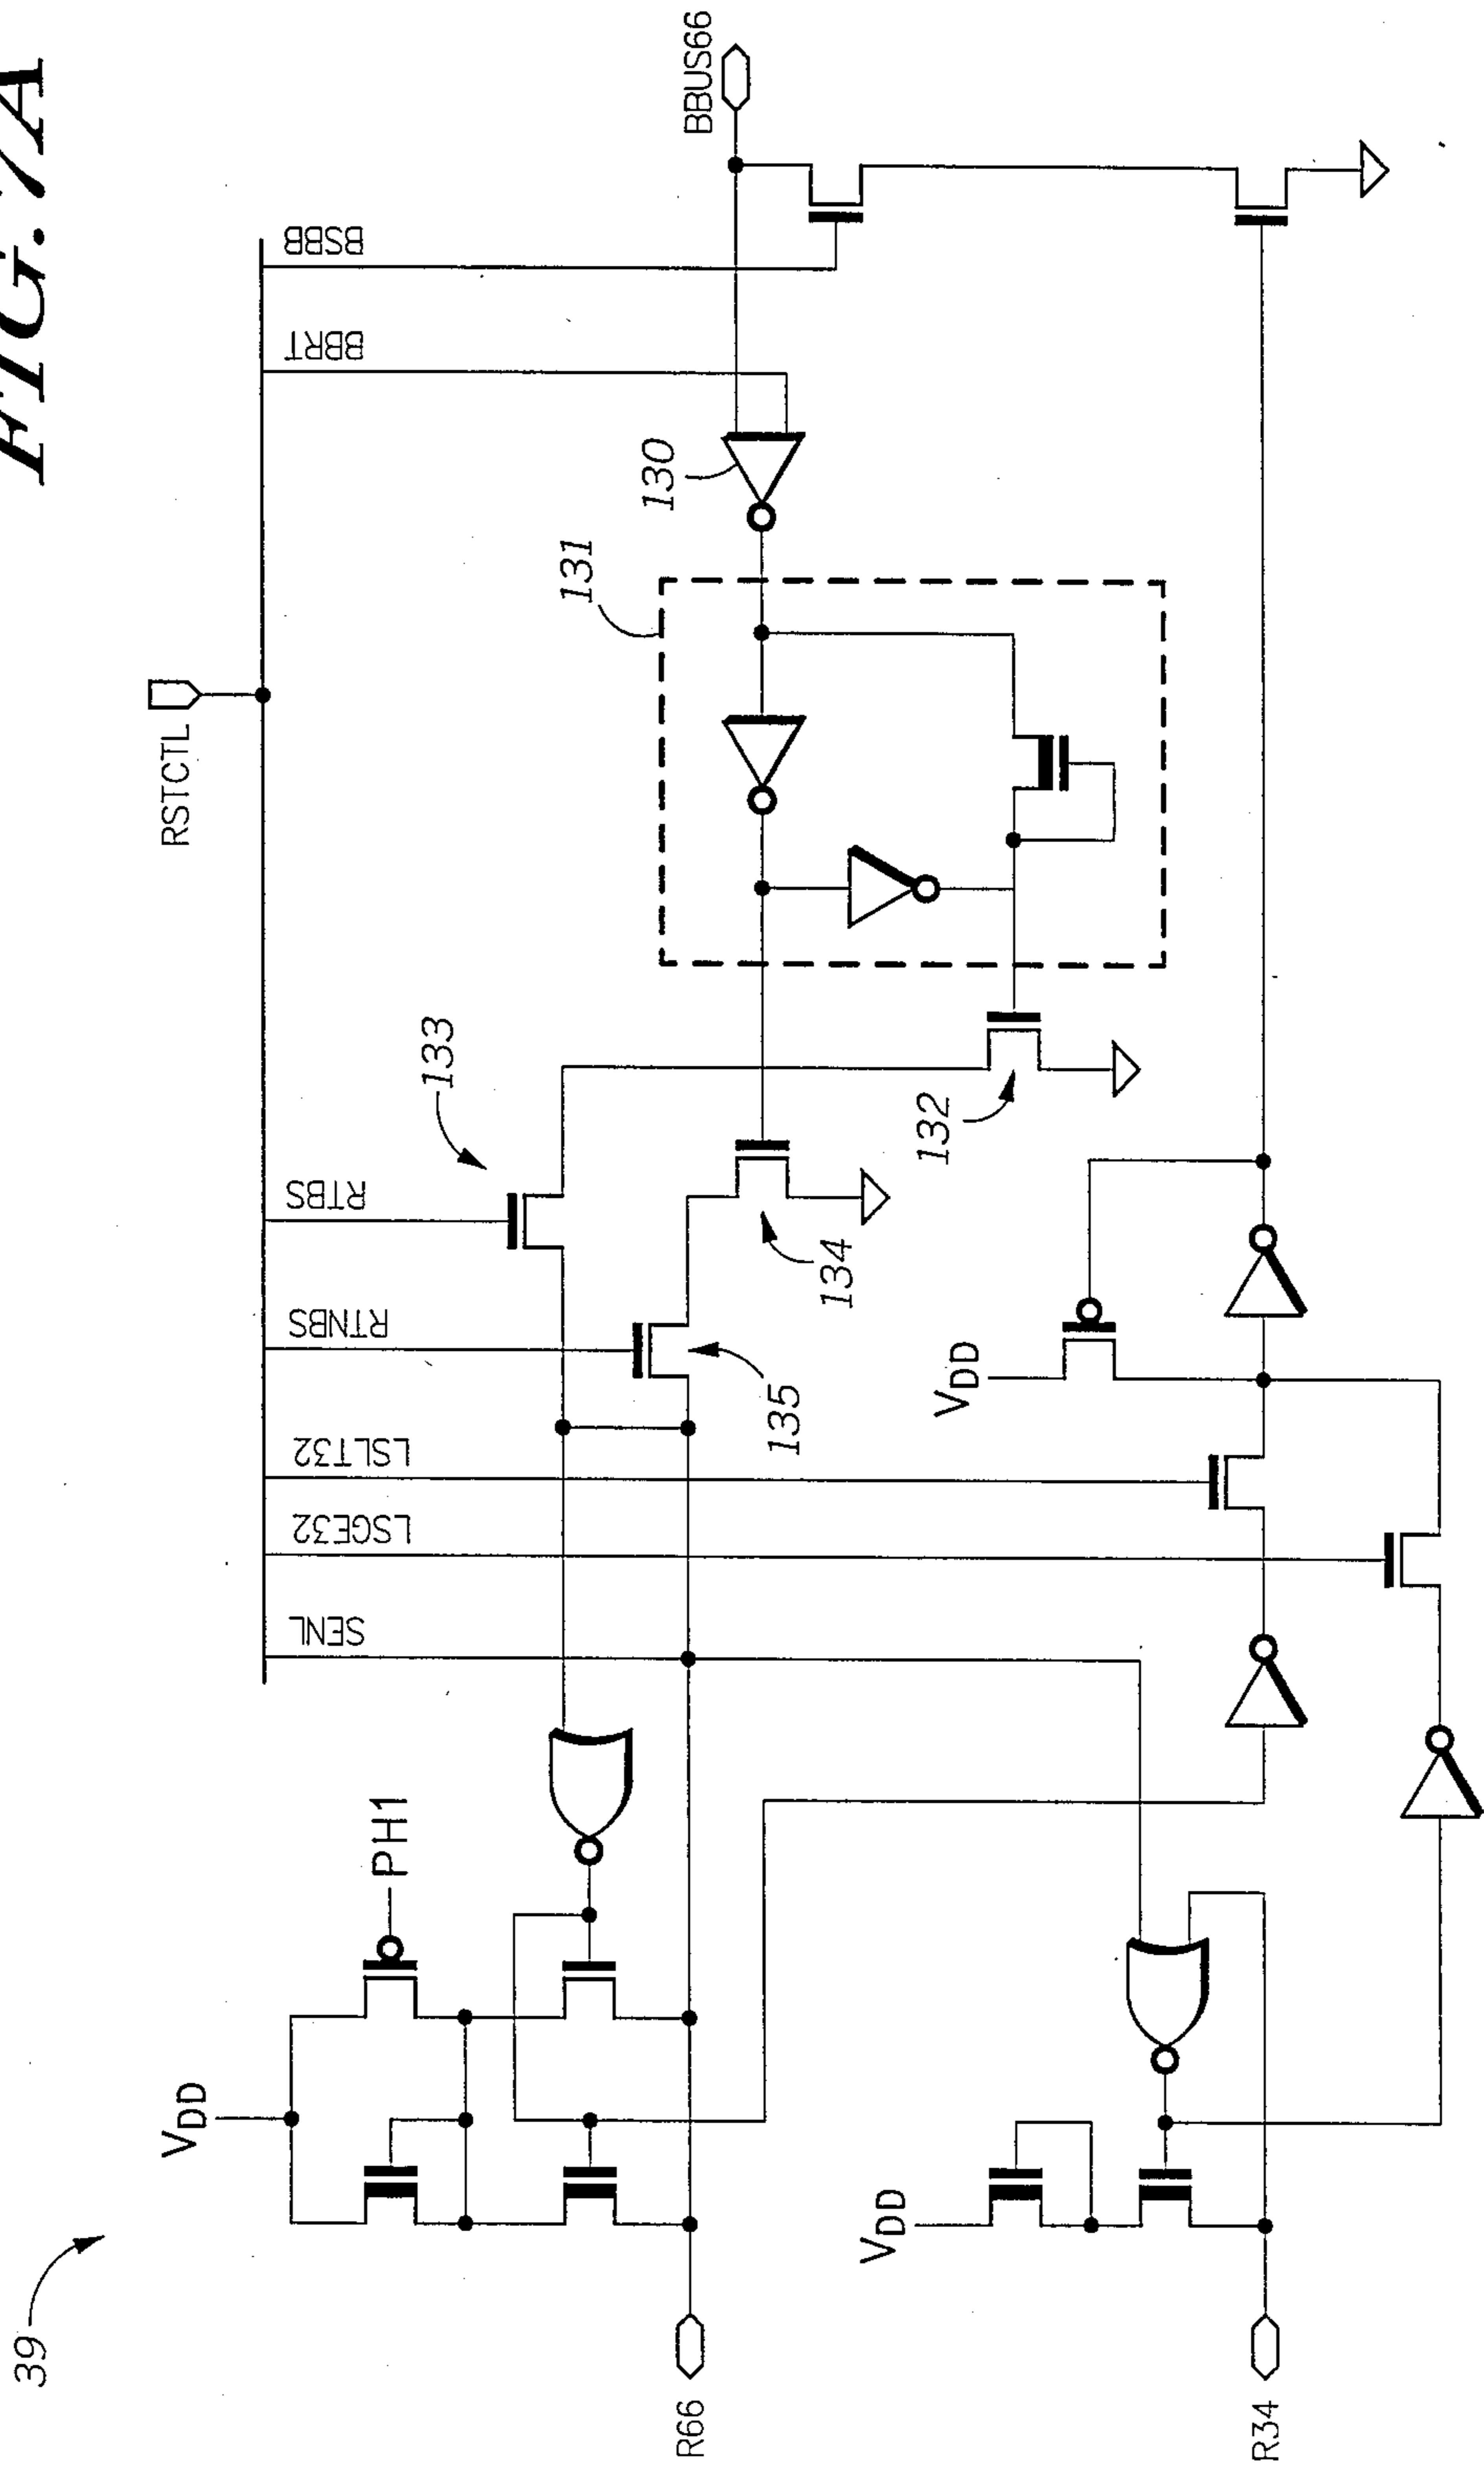 FIG. 7A
39
RSTCTL
SENL
LSGE32
LSLT32
RTNBS
RTBS
BBRT
BSBB
VDD
PH1
133
131
130
BBUS66
R66
135
134
132
VDD
VDD
R34